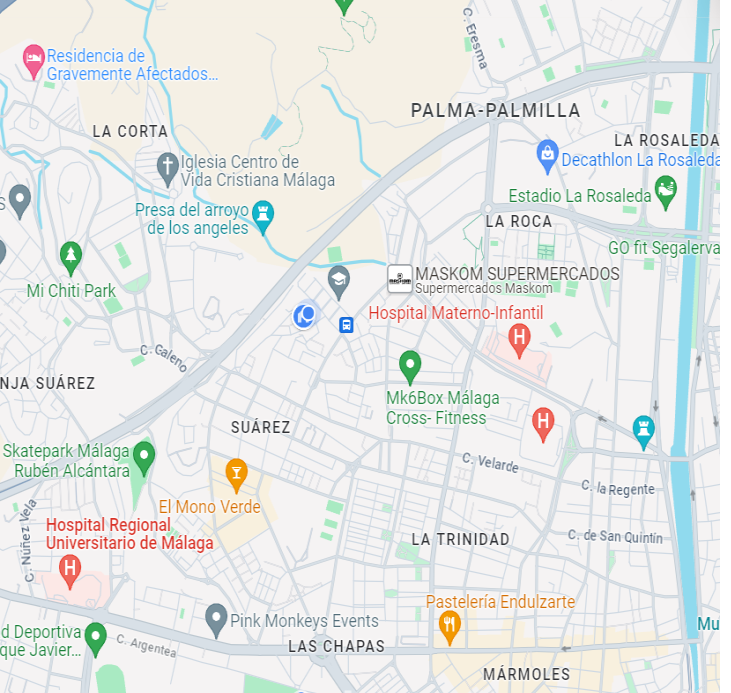 C. Eresma
Residencia de
Gravemente Afectados...
PALMA-PALMILLA
LA CORTA
LA ROSALEDA
Iglesia Centro de
Vida Cristiana Málaga
Decathlon La Rosaleda
Estadio La Rosaleda
S
Presa del arroyo
de los angeles
LA ROCA
GO fit Segalerva
MASKOM SUPERMERCADOS
Supermercados Maskom
Mi Chiti Park
Hospital Materno-Infantil
C. Galeno
NJA SUÁREZ
Mk6Box Málaga
Cross- Fitness
SUÁREZ
Skatepark Málaga
Rubén Alcántara
C. Velarde
C. la Regente
El Mono Verde
C. Núñez Vela
Hospital Regional
Universitario de Málaga
LA TRINIDAD
C. de San Quintín
Pastelería Endulzarte
Pink Monkeys Events
Mu
d Deportiva
que Javier...
C. Argentea
LAS CHAPAS
MÁRMOLES